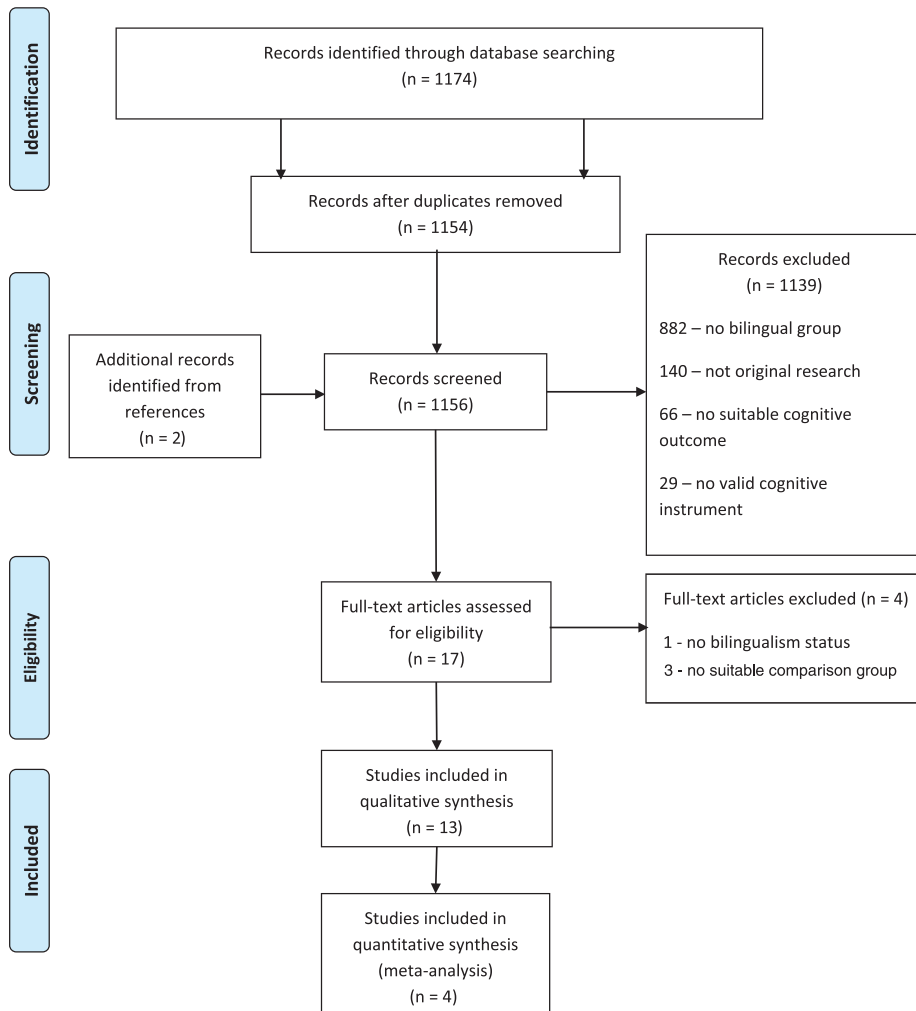 Identification
Records identified through database searching
(n = 1174)
Records after duplicates removed
(n = 1154)
Screening
Additional records
identified from
references
(n = 2)
Records screened
(n = 1156)
Records excluded
(n = 1139)
882 – no bilingual group
140 – not original research
66 – no suitable cognitive
outcome
29 – no valid cognitive
instrument
Eligibility
Full-text articles assessed
for eligibility
(n = 17)
Full-text articles excluded (n = 4)
1 - no bilingualism status
3 - no suitable comparison group
Included
Studies included in
qualitative synthesis
(n = 13)
Studies included in
quantitative synthesis
(meta-analysis)
(n = 4)